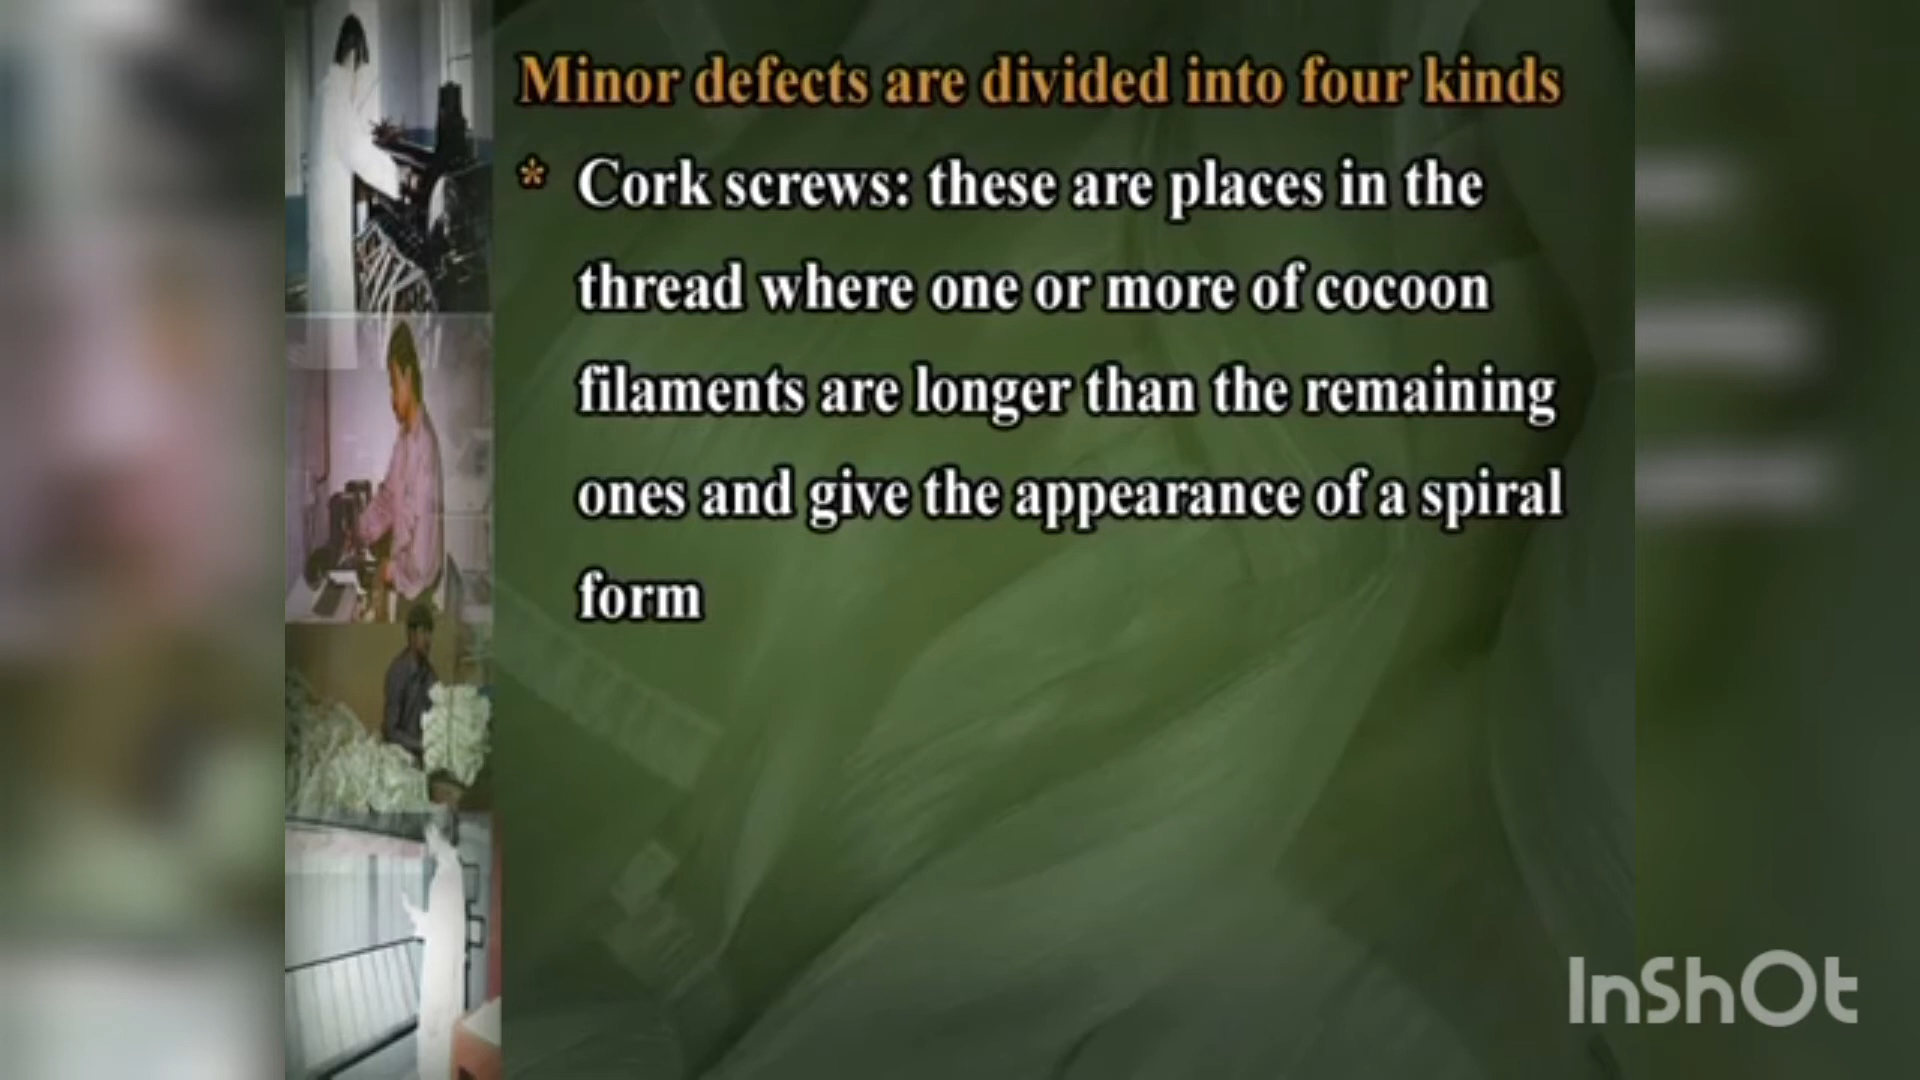 Minor defects are divided into four kinds
* Cork screws: these are places in the
thread where one or more of cocoon
filaments are longer than the remaining
ones and give the appearance of a spiral
form
InShOt